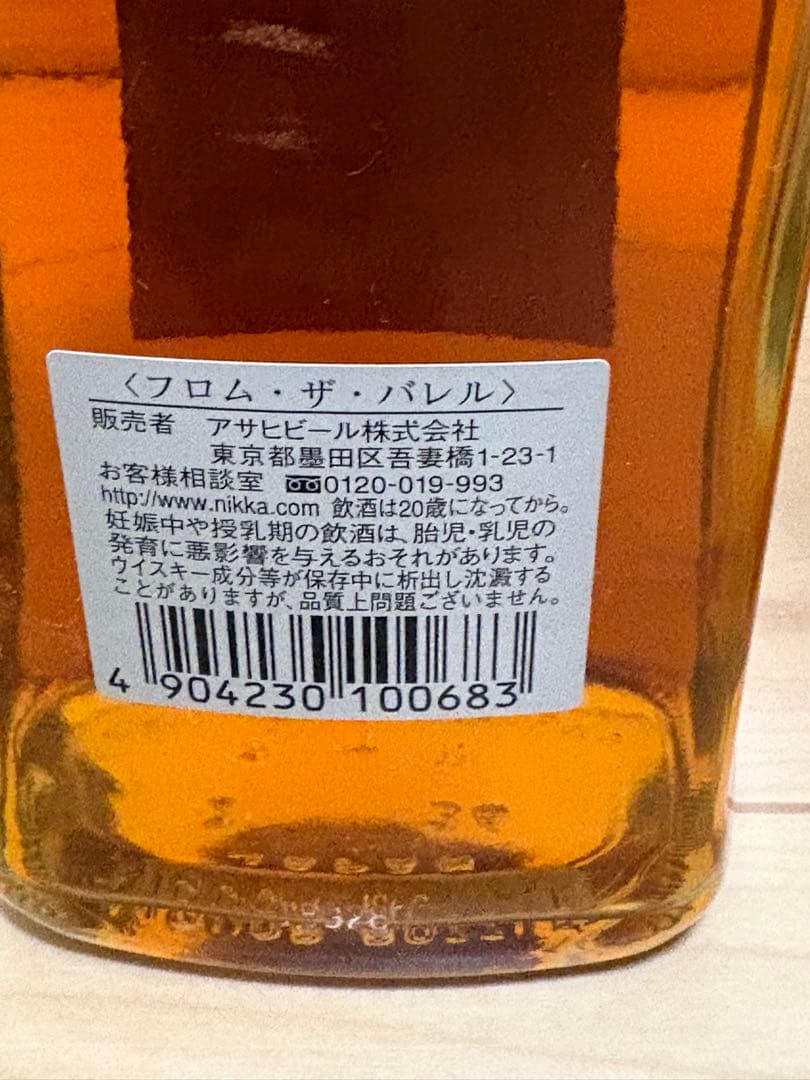 〈フロム・ザ・バレル〉
販売者 アサヒビール株式会社
東京都墨田区吾妻橋1-23-1
お客様相談室 0120-019-993
http://www.nikka.com 飲酒は20歳になってから。
妊娠中や授乳期の飲酒は、胎児・乳児の
発育に悪影響を与えるおそれがあります。
ウイスキー成分等が保存中に析出し沈澱する
ことがありますが、品質上問題ございません。
4 904230 100683